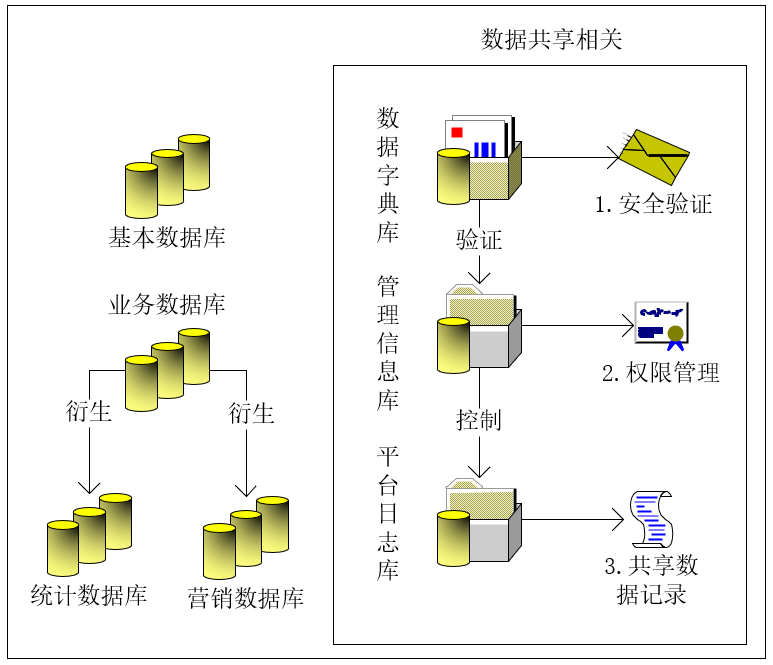 数据共享相关
基本数据库
业务数据库
衍生
衍生
统计数据库
营销数据库
数据字典库
验证
1.安全验证
管理信息库
控制
2.权限管理
平台日志库
3.共享数
据记录